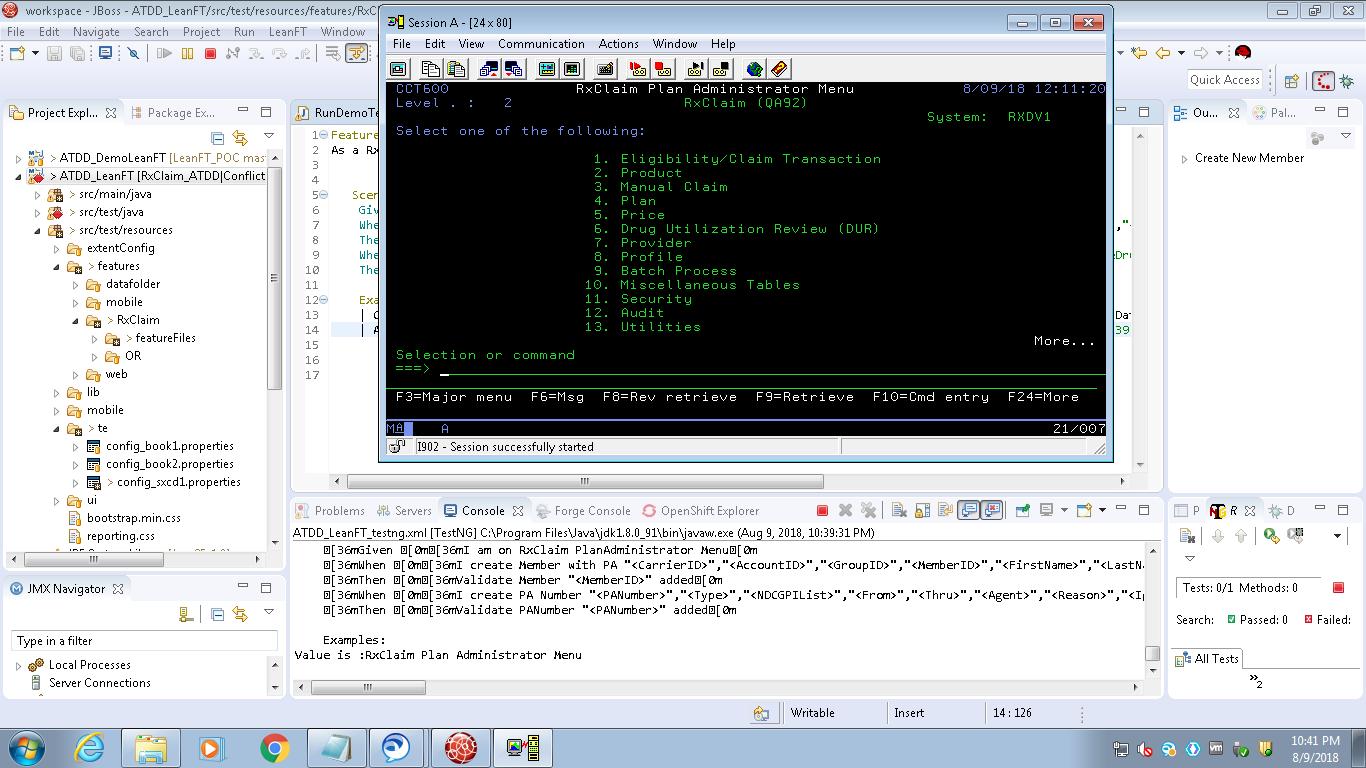 workspace - JBoss - ATDD_LeanFT/src/test/resources/features/RxC
File Edit Navigate Search Project Run LeanFT Window
Quick Access
Project Expl...
Package Ex...
> ATDD_DemoLeanFT [LeanFT_POC mas
> ATDD_LeanFT [RxClaim_ATDD|Conflict
> src/main/java
> src/test/java
> src/test/resources
extentConfig
> features
datafolder
mobile
> RxClaim
> featureFiles
OR
web
lib
mobile
> te
config_book1.properties
config_book2.properties
> config_sxcd1.properties
ui
bootstrap.min.css
reporting.css
JMX Navigator
Type in a filter
Local Processes
Server Connections
RunDemoTe
1 Feature
2 As a Rx
3
4
5 Scen
6 Giv
7 Whe
8 The
9 Whe
10 The
11
12 Exa
13 | C
14 | A
15
16
17
Dat
39
Session A - [24 x 80]
File Edit View Communication Actions Window Help
CCT600 RxClaim Plan Administrator Menu 8/09/18 12:11:20
Level . : 2 RxClaim (QA92)
System: RXDV1
Select one of the following:
1. Eligibility/Claim Transaction
2. Product
3. Manual Claim
4. Plan
5. Price
6. Drug Utilization Review (DUR)
7. Provider
8. Profile
9. Batch Process
10. Miscellaneous Tables
11. Security
12. Audit
13. Utilities
More...
Selection or command
===>
F3=Major menu F6=Msg F8=Rev retrieve F9=Retrieve F10=Cmd entry F24=More
MA A 21/007
I902 - Session successfully started
Ou...
Pal...
Create New Member
Problems Servers Console Forge Console OpenShift Explorer
ATDD_LeanFT_testng.xml [TestNG] C:\Program Files\Java\jdk1.8.0_91\bin\javaw.exe (Aug 9, 2018, 10:39:31 PM)
[36mGiven [0m[36mI am on RxClaim PlanAdministrator Menu[0m
[36mWhen [0m[36mI create Member with PA "<CarrierID>","<AccountID>","<GroupID>","<MemberID>","<FirstName>","<LastN
[36mThen [0m[36mValidate Member "<MemberID>" added[0m
[36mWhen [0m[36mI create PA Number "<PANumber>","<Type>","<NDCGPIList>","<From>","<Thru>","<Agent>","<Reason>","<I
[36mThen [0m[36mValidate PANumber "<PANumber>" added[0m
Examples:
Value is :RxClaim Plan Administrator Menu
P R D
Tests: 0/1 Methods: 0
Search: Passed: 0 Failed:
All Tests
»2
Writable Insert 14 : 126
10:41 PM
8/9/2018